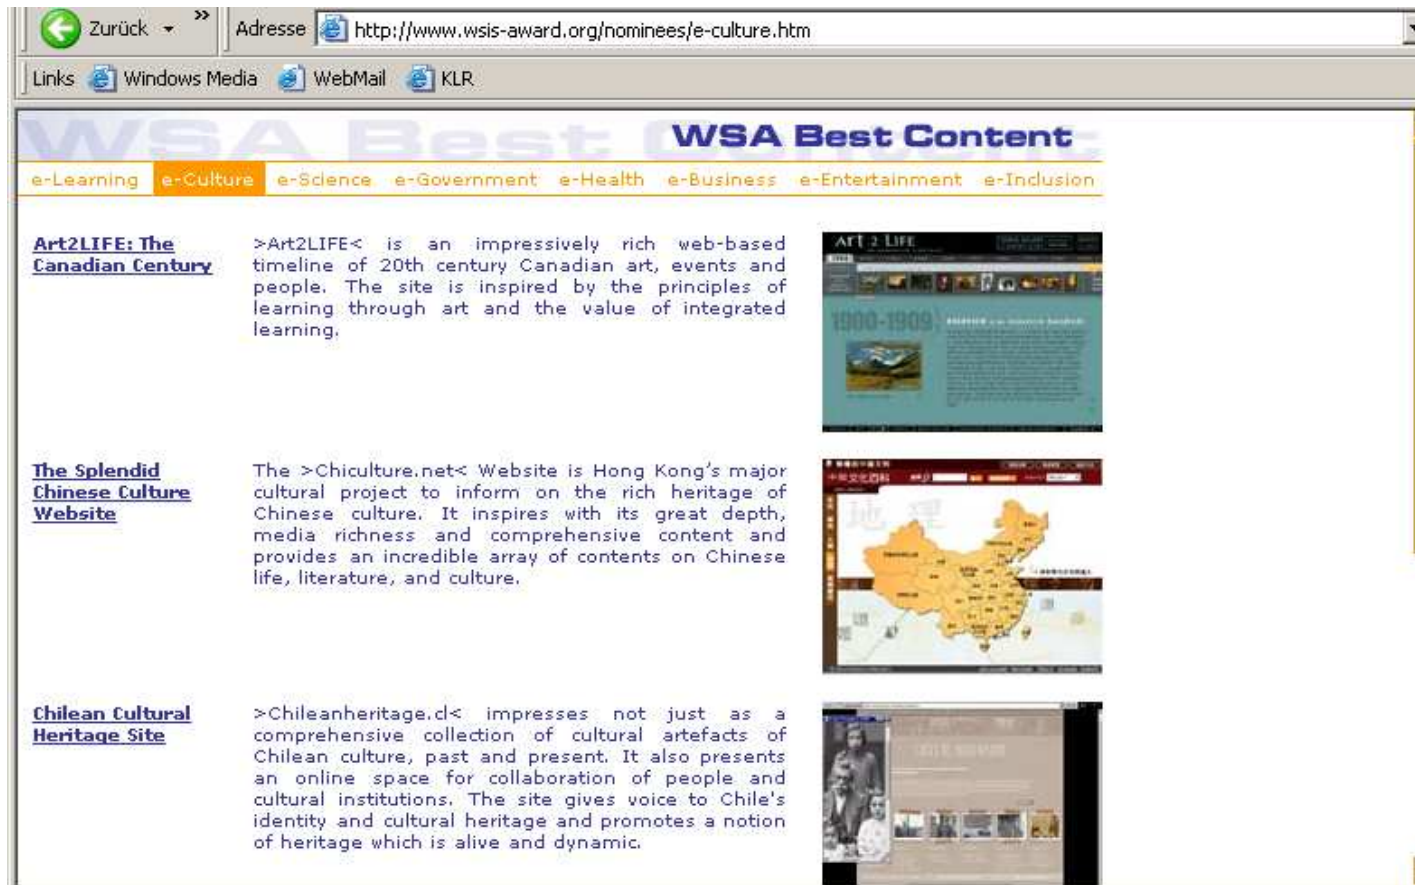 Zurück
Adresse http://www.wsis-award.org/nominees/e-culture.htm
Links Windows Media WebMail KLR
WSA Best Content
WSA Best Content
e-Learning e-Culture e-Science e-Government e-Health e-Business e-Entertainment e-Inclusion
Art2LIFE: The
Canadian Century
>Art2LIFE< is an impressively rich web-based
timeline of 20th century Canadian art, events and
people. The site is inspired by the principles of
learning through art and the value of integrated
learning.
Art 2 Life
1900-1909
The Splendid
Chinese Culture
Website
The >Chiculture.net< Website is Hong Kong's major
cultural project to inform on the rich heritage of
Chinese culture. It inspires with its great depth,
media richness and comprehensive content and
provides an incredible array of contents on Chinese
life, literature, and culture.
地理
Chilean Cultural
Heritage Site
>Chileanheritage.cl< impresses not just as a
comprehensive collection of cultural artefacts of
Chilean culture, past and present. It also presents
an online space for collaboration of people and
cultural institutions. The site gives voice to Chile's
identity and cultural heritage and promotes a notion
of heritage which is alive and dynamic.